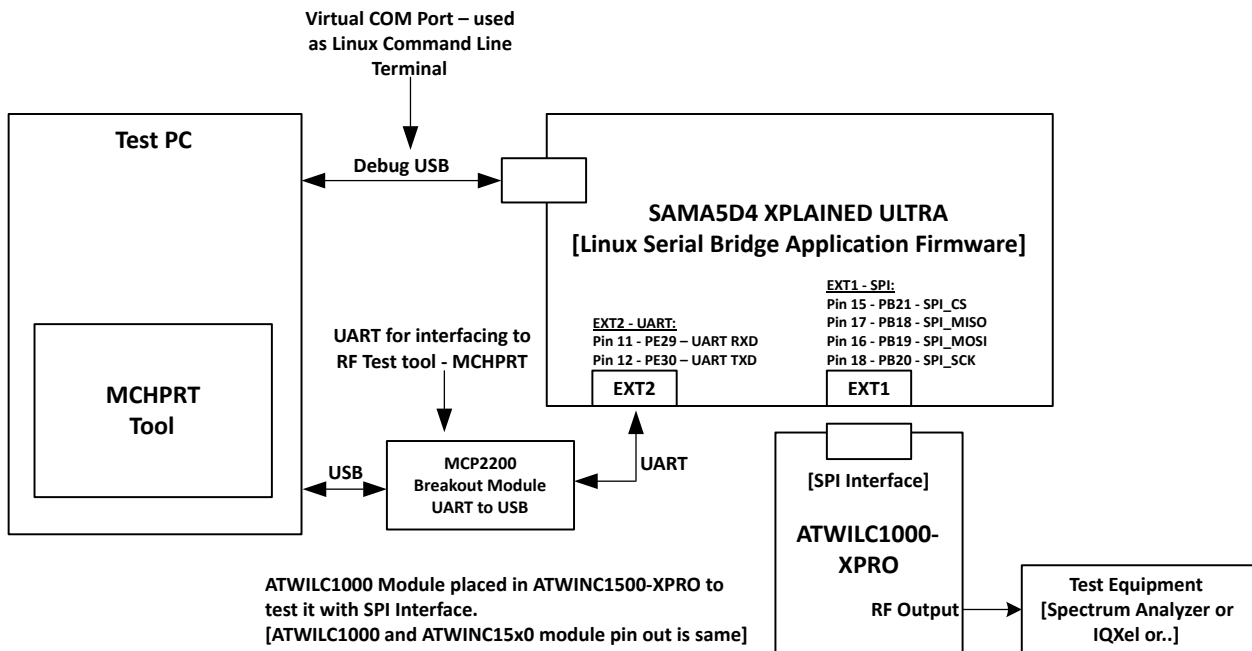 Virtual COM Port – used
as Linux Command Line
Terminal
Test PC
Debug USB
SAMA5D4 XPLAINED ULTRA
[Linux Serial Bridge Application Firmware]
EXT1 - SPI:
Pin 15 - PB21 - SPI_CS
Pin 17 - PB18 - SPI_MISO
Pin 16 - PB19 - SPI_MOSI
Pin 18 - PB20 - SPI_SCK
EXT2 - UART:
Pin 11 - PE29 – UART RXD
Pin 12 - PE30 – UART TXD
EXT2
EXT1
UART for interfacing to
RF Test tool - MCHPRT
MCHPRT
Tool
USB
MCP2200
Breakout Module
UART to USB
UART
[SPI Interface]
ATWILC1000-
XPRO
RF Output
Test Equipment
[Spectrum Analyzer or
IQXel or..]
ATWILC1000 Module placed in ATWINC1500-XPRO to
test it with SPI Interface.
[ATWILC1000 and ATWINC15x0 module pin out is same]